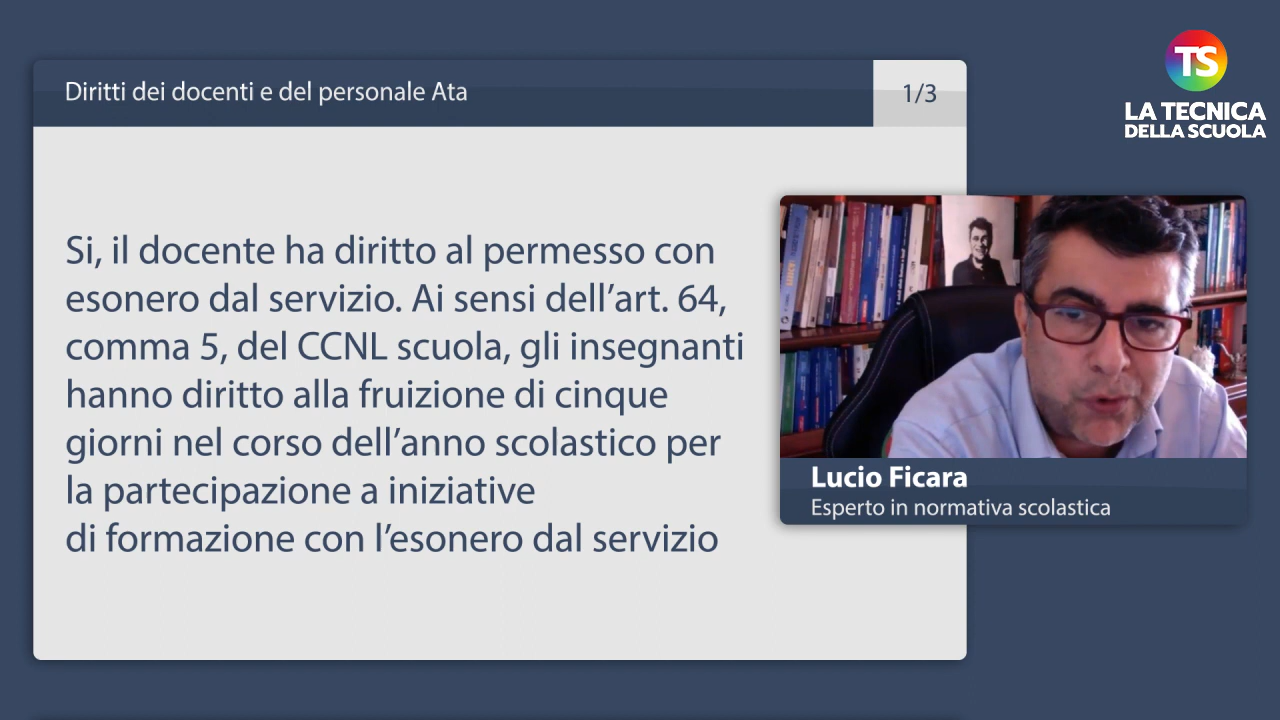 Diritti dei docenti e del personale Ata
1/3
TS
LA TECNICA
DELLA SCUOLA
Si, il docente ha diritto al permesso con
esonero dal servizio. Ai sensi dell’art. 64,
comma 5, del CCNL scuola, gli insegnanti
hanno diritto alla fruizione di cinque
giorni nel corso dell’anno scolastico per
la partecipazione a iniziative
di formazione con l’esonero dal servizio
Lucio Ficara
Esperto in normativa scolastica